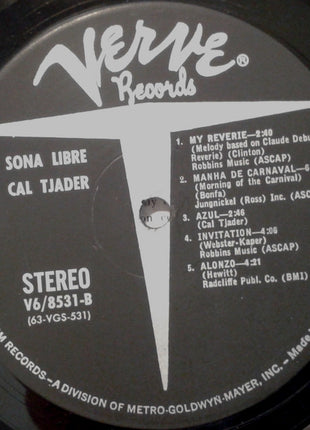 Verve®
Records
SONA LIBRE
CAL TJADER
STEREO
V6/8531-B
(63-VGS-531)
1. MY REVERIE—2:40
(Melody based on Claude Debu
Reverie) (Clinton)
Robbins Music (ASCAP)
2. MANHA DE CARNAVAL—6
(Morning of the Carnival)
(Bonfa)
Jungnickel (Ross) Inc. (ASC
3. AZUL—2:46
(Cal Tjader)
4. INVITATION—4:06
(Webster-Kaper)
Robbins Music (ASCAP)
5. ALONZO—4:21
(Hewitt)
Radcliffe Publ. Co. (BMI)
M RECORDS—A DIVISION OF METRO-GOLDWYN-MAYER, INC.—Made